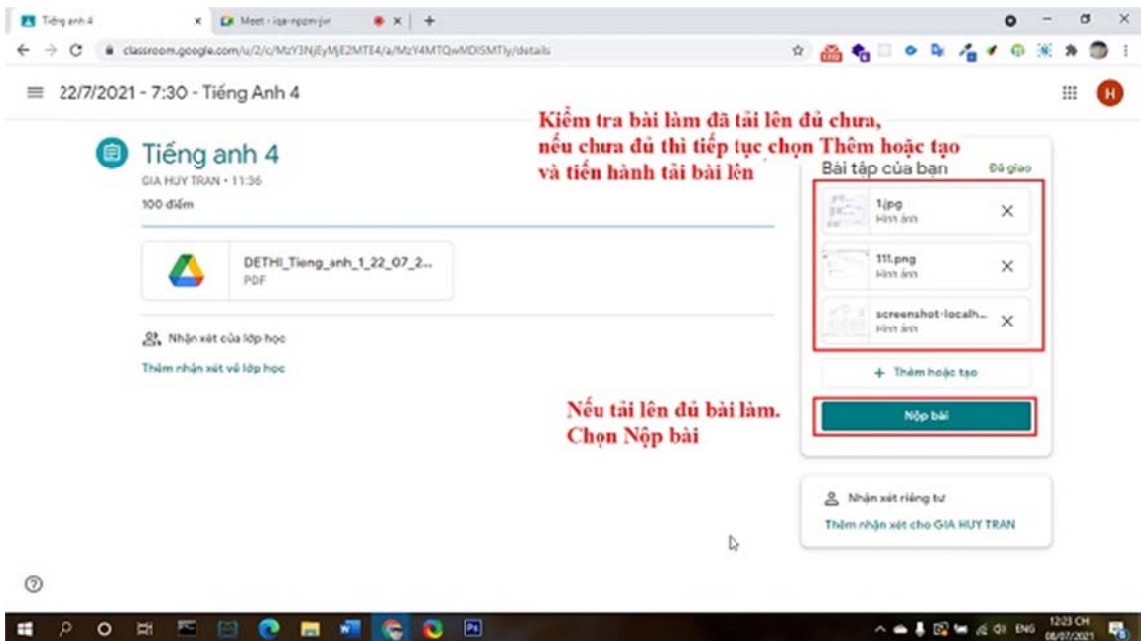 Tiếng anh 4
Meet - iqa-npzm-jvr
classroom.google.com/u/2/c/
22/7/2021 - 7:30 - Tiếng Anh 4
H
Kiểm tra bài làm đã tải lên đủ chưa,
nếu chưa đủ thì tiếp tục chọn Thêm hoặc tạo
và tiến hành tải bài lên
Tiếng anh 4
GIA HUY TRAN • 11:36
100 điểm
DETHI_Tieng_anh_1_22_07_2...
PDF
Nhận xét của lớp học
Thêm nhận xét về lớp học
Bài tập của bạn
Đã giao
1.jpg
Hình ảnh
111.png
Hình ảnh
screenshot-localh...
Hình ảnh
+ Thêm hoặc tạo
Nếu tải lên đủ bài làm.
Chọn Nộp bài
Nộp bài
Nhận xét riêng tư
Thêm nhận xét cho GIA HUY TRAN
ENG
12:23 CH
08/07/2021